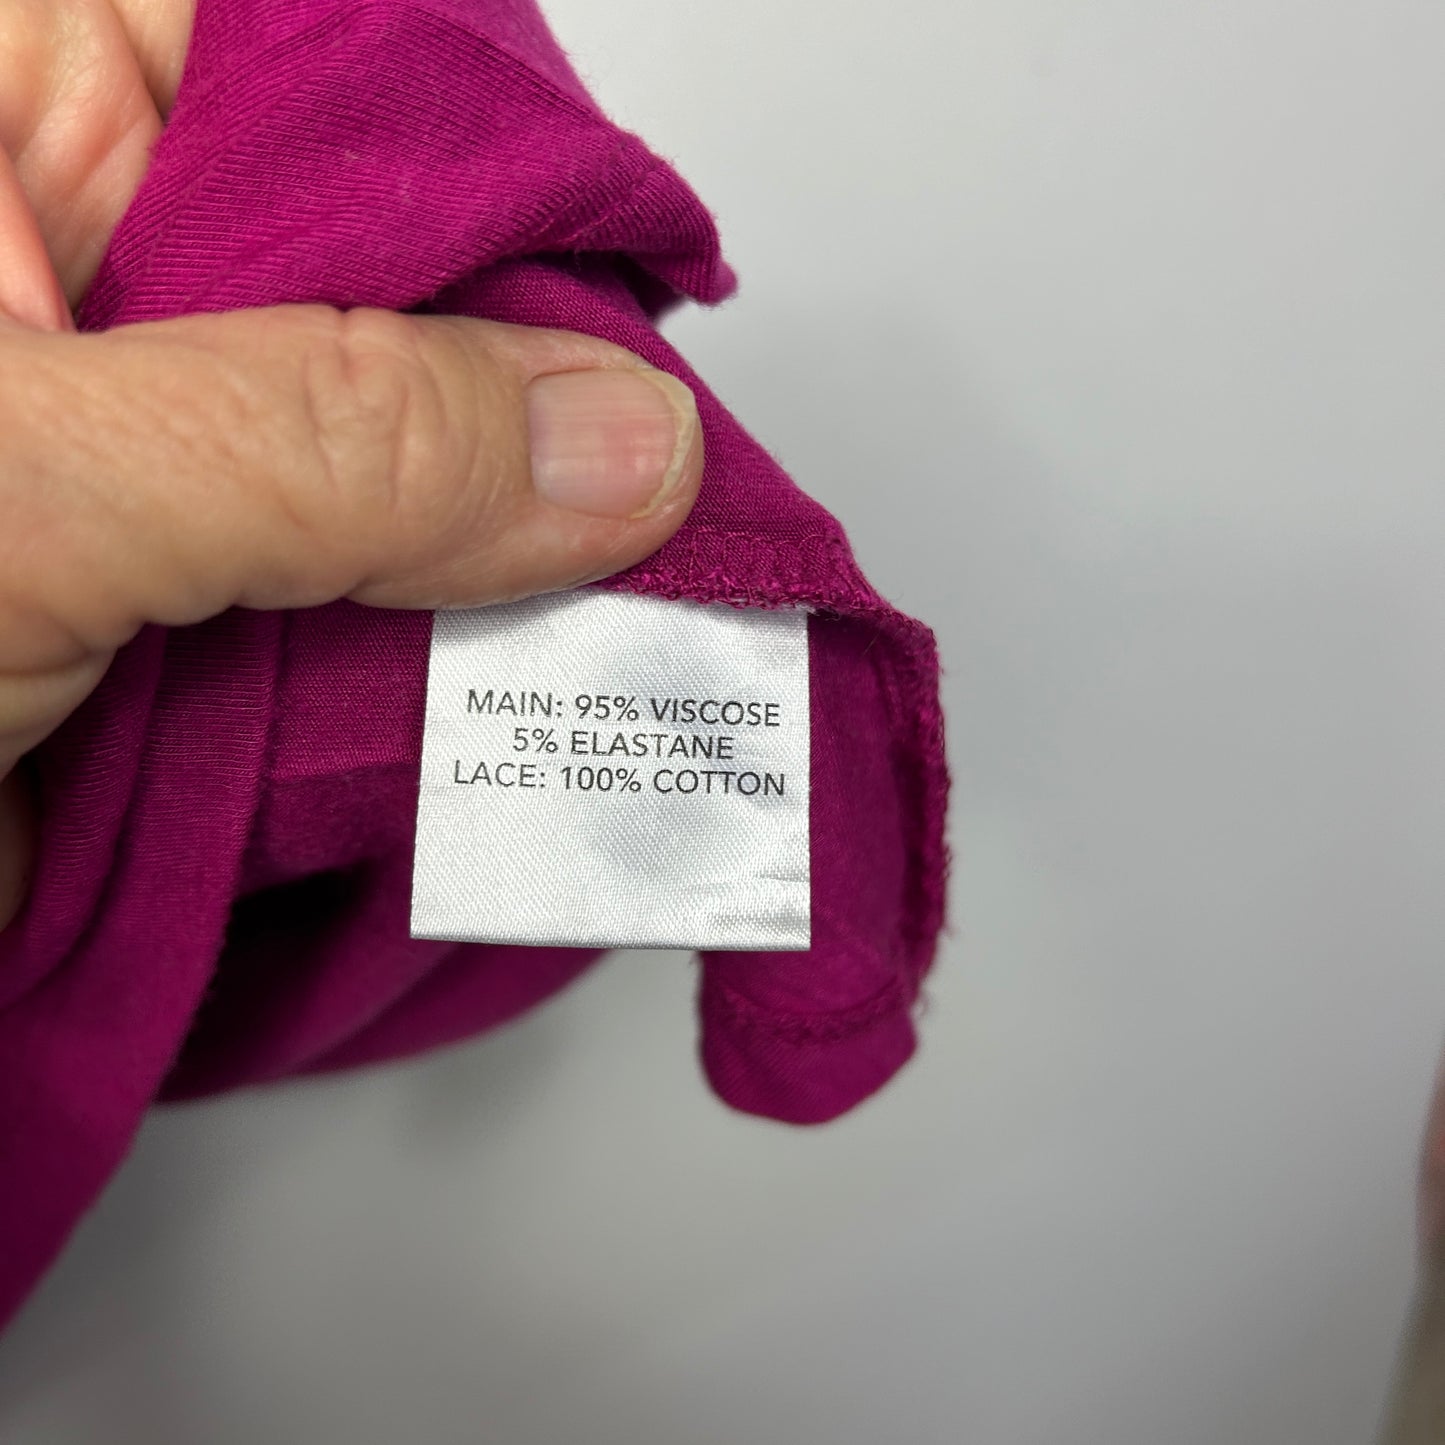 MAIN: 95% VISCOSE
5% ELASTANE
LACE: 100% COTTON